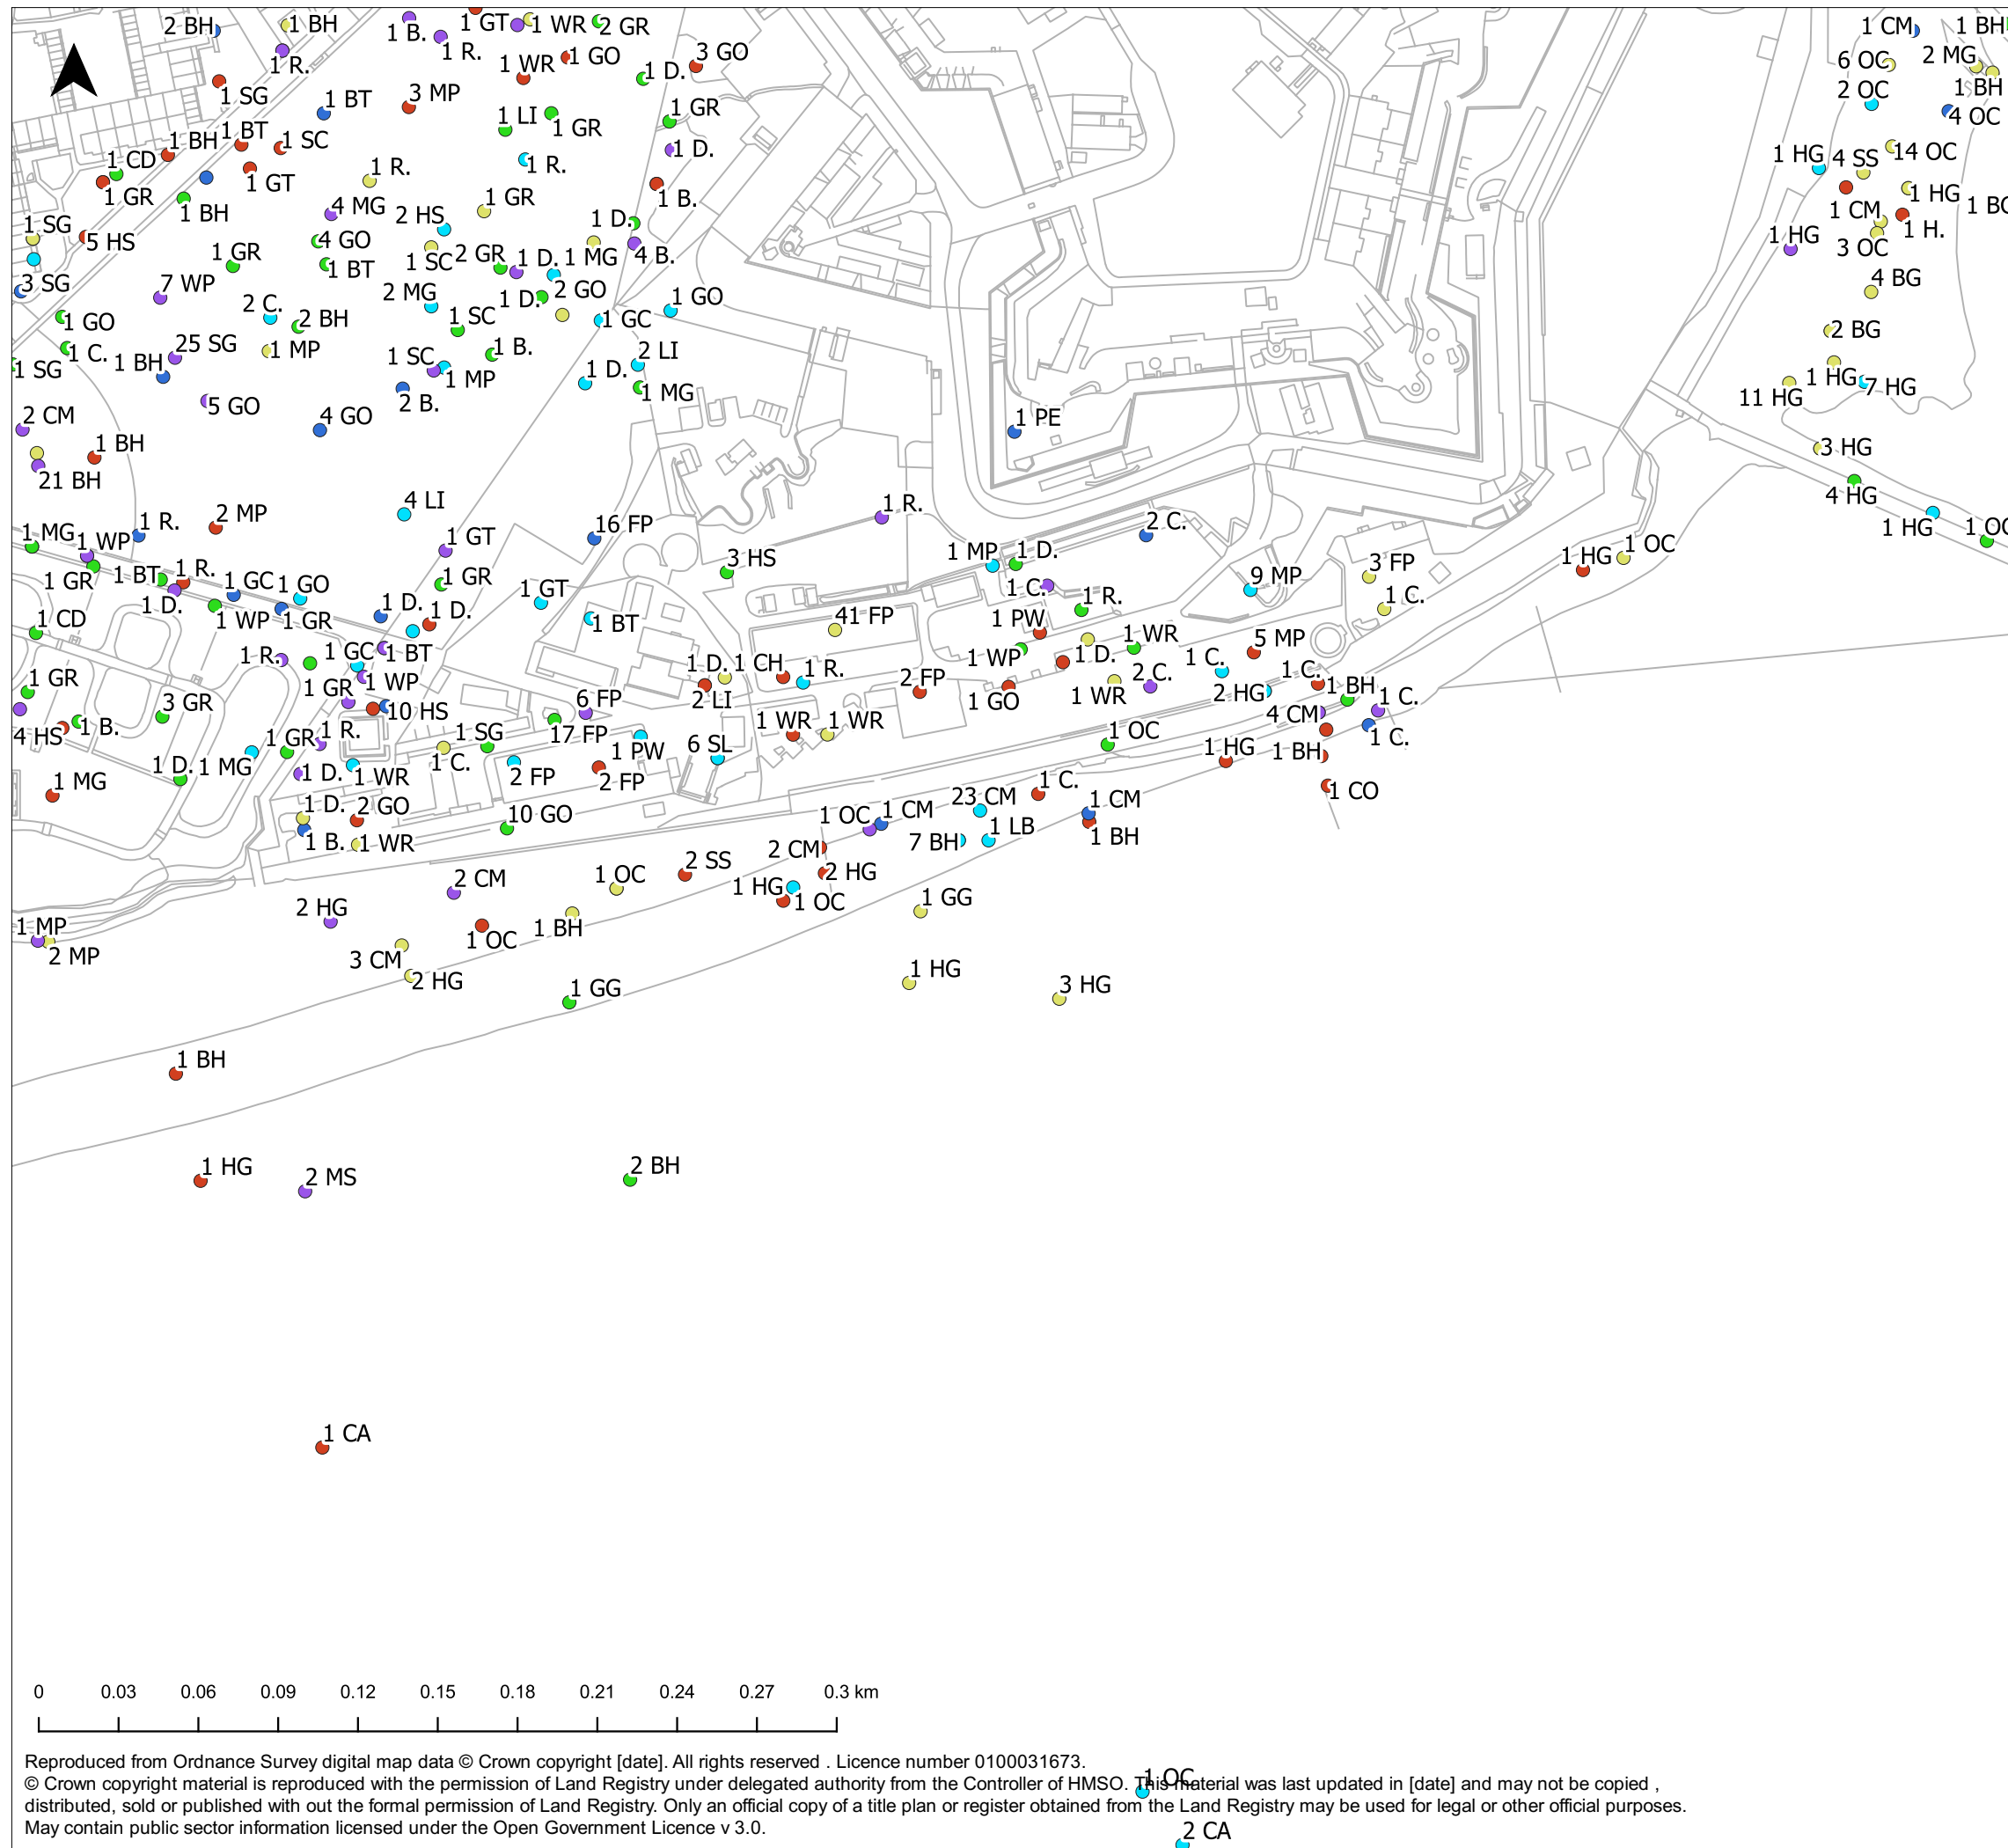 2 BH 1 BH 1 B. 1 GT 1 WR 2 GR 1 CM 1 BH
1 R. 1 R. 1 WR 1 GO 3 GO 6 OC 2 MG
1 SG 1 BT 3 MP 1 D. 2 OC 1 BH
1 LI 1 GR 1 GR 4 OC
1 BH 1 BT 1 SC 1 D. 14 OC
1 CD 1 GT 1 R. 1 R. 1 HG 4 SS
1 GR 1 BH 4 MG 1 GR 1 B. 1 HG
1 SG 5 HS 2 HS 1 D. 1 CM 1 H.
4 GO 1 HG 3 OC
1 GR 1 BT 1 SC 2 GR 1 D. 1 MG 4 B.
3 SG 7 WP 2 MG 1 D. 2 GO 1 GO 4 BG
1 GO 2 C. 2 BH 1 SC 1 GC 2 BG
1 C. 25 SG 1 MP 1 B. 2 LI
1 SG 1 BH 1 SC 1 MP 1 D. 1 MG 1 HG 7 HG
5 GO 2 B. 11 HG
2 CM 4 GO 1 PE
1 BH 3 HG
21 BH 4 HG
4 LI 1 R.
1 MG 1 WP 1 R. 2 MP 1 GT 16 FP 2 C. 1 HG
3 HS 1 MP 1 D. 3 FP 1 HG 1 OC
1 GR 1 BT 1 R. 1 GC 1 GO 1 GR 1 GT 1 C. 9 MP
1 D. 1 WP 1 GR 1 D. 1 D. 1 BT 41 FP 1 PW 1 R. 1 C.
1 CD 1 R. 1 GC 1 BT 1 WP 1 D. 1 WR 5 MP
1 GR 1 GR 1 WP 1 D. 1 CH 1 R. 2 FP 2 C. 1 C. 1 C.
3 GR 10 HS 6 FP 2 LI 1 GO 1 WR 2 HG 1 BH 1 C.
4 HS 1 B. 1 GR 1 R. 1 SG 17 FP 1 WR 1 WR 1 OC 4 CM 1 C.
1 MG 1 D. 1 MG 1 D. 1 WR 1 C. 2 FP 1 PW 6 SL 1 HG 1 BH
2 FP 1 C. 1 CO
1 D. 2 GO 10 GO 1 OC 1 CM 23 CM 1 CM
1 B. 1 WR 2 CM 7 BH 1 LB 1 BH
2 CM 1 OC 2 SS 1 HG 2 HG
2 HG 1 OC 1 GG
1 MP 1 OC 1 BH
2 MP 3 CM 1 HG
2 HG 1 GG 3 HG
1 BH
1 HG 2 MS 2 BH
1 CA
0 0.03 0.06 0.09 0.12 0.15 0.18 0.21 0.24 0.27 0.3 km
Reproduced from Ordnance Survey digital map data © Crown copyright [date]. All rights reserved . Licence number 0100031673.
1 OC
© Crown copyright material is reproduced with the permission of Land Registry under delegated authority from the Controller of HMSO. This material was last updated in [date] and may not be copied ,
distributed, sold or published with out the formal permission of Land Registry. Only an official copy of a title plan or register obtained from the Land Registry may be used for legal or other official purposes.
May contain public sector information licensed under the Open Government Licence v 3.0.
2 CA